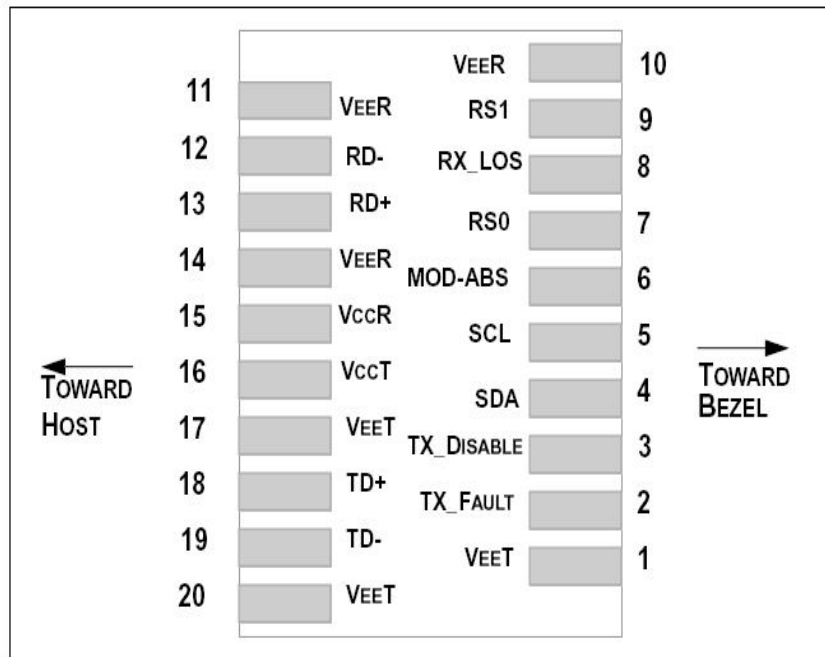 VEER 10
11 VEER
RS1 9
12 RD-
RX_LOS 8
13 RD+
RS0 7
14 VEER
MOD-ABS 6
15 VCCR
SCL 5
16 VCCT
TOWARD HOST
TOWARD BEZEL
SDA 4
17 VEET
TX_DISABLE 3
18 TD+
TX_FAULT 2
19 TD-
VEET 1
20 VEET